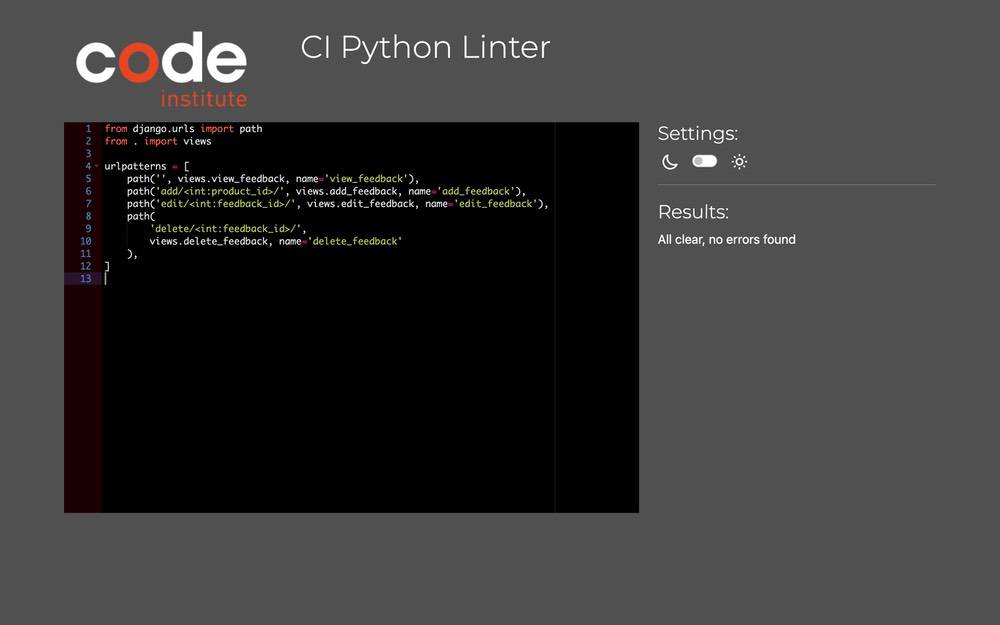 code
institute
CI Python Linter
1 from django.urls import path
2 from . import views
3
4 urlpatterns = [
5     path('', views.view_feedback, name='view_feedback'),
6     path('add/<int:product_id>/', views.add_feedback, name='add_feedback'),
7     path('edit/<int:feedback_id>/', views.edit_feedback, name='edit_feedback'),
8     path(
9         'delete/<int:feedback_id>/',
10         views.delete_feedback, name='delete_feedback'
11     ),
12 ]
13
Settings:
Results:
All clear, no errors found